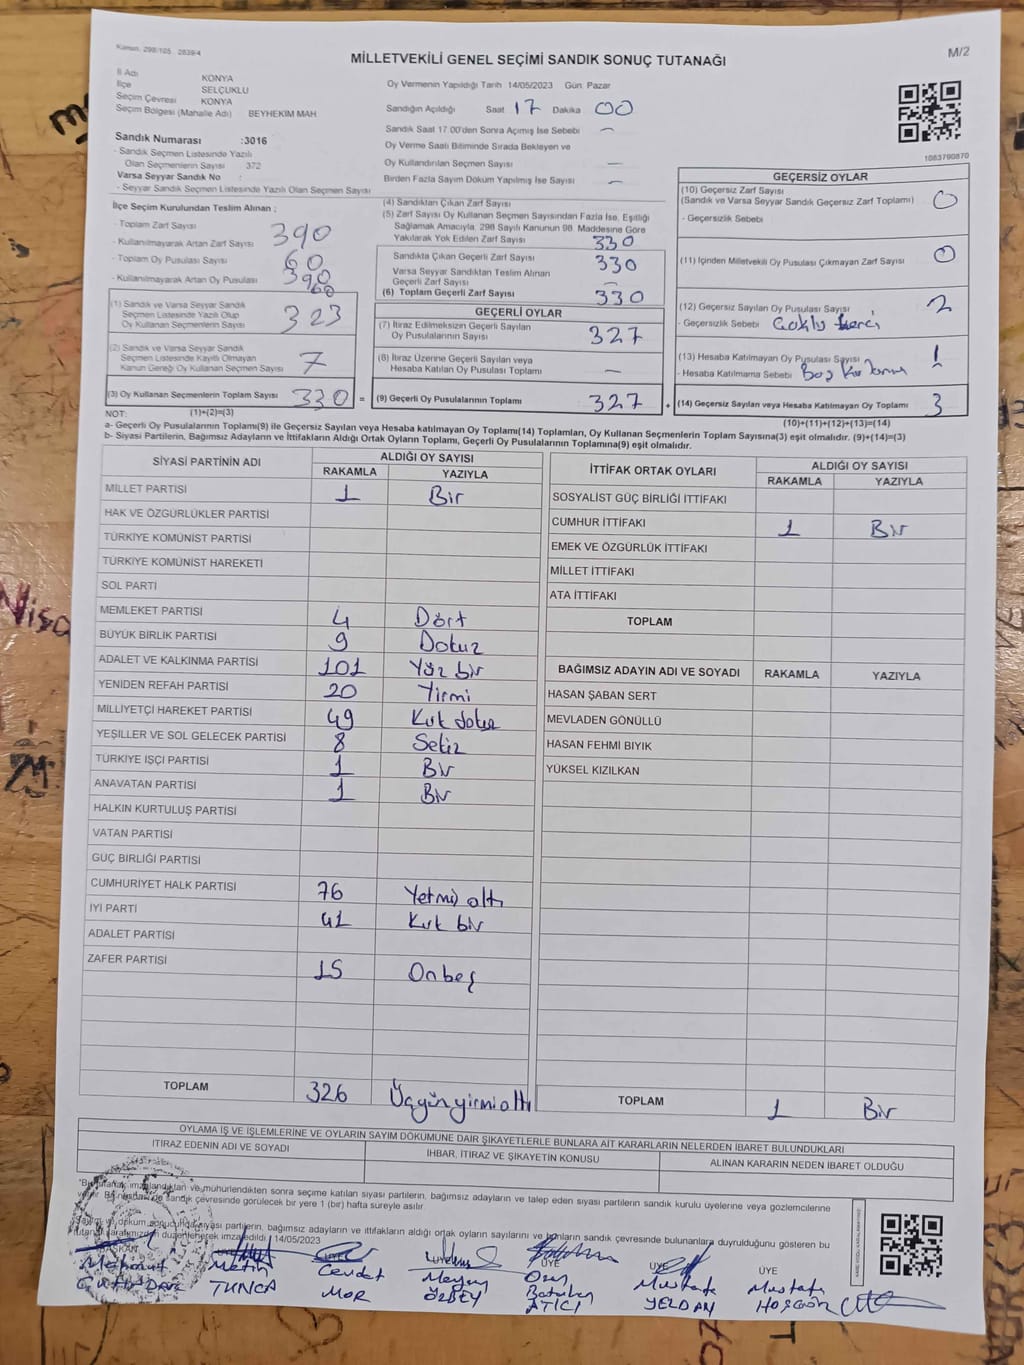 Kanun: 298/105 2839/4
M/2
MİLLETVEKİLİ GENEL SEÇİMİ SANDIK SONUÇ TUTANAĞI
İl Adı KONYA
İlçe SELÇUKLU
Seçim Çevresi KONYA
Seçim Bölgesi (Mahalle Adı) BEYHEKİM MAH.
Sandık Numarası :3016
- Sandık Seçmen Listesinde Yazılı
Olan Seçmenlerin Sayısı 372
Varsa Seyyar Sandık No :
- Seyyar Sandık Seçmen Listesinde Yazılı Olan Seçmen Sayısı
Oy Vermenin Yapıldığı Tarih 14/05/2023 Gün Pazar
Sandığın Açıldığı Saat 17 Dakika 00
Sandık Saat 17.00'den Sonra Açımış İse Sebebi —
Oy Verme Saati Bitiminde Sırada Bekleyen ve
Oy Kullandırılan Seçmen Sayısı —
Birden Fazla Sayım Döküm Yapılmış İse Sayısı —
1083790870
İlçe Seçim Kurulundan Teslim Alınan ;
- Toplam Zarf Sayısı 390
- Kullanılmayarak Artan Zarf Sayısı 60
- Toplam Oy Pusulası Sayısı 390
- Kullanılmayarak Artan Oy Pusulası 60
(1) Sandık ve Varsa Seyyar Sandık
Seçmen Listesinde Yazılı Olup
Oy Kullanan Seçmenlerin Sayısı 323
(2) Sandık ve Varsa Seyyar Sandık
Seçmen Listesinde Kayıtlı Olmayan
Kanun Gereği Oy Kullanan Seçmen Sayısı 7
(3) Oy Kullanan Seçmenlerin Toplam Sayısı 330 =
(1)+(2)=(3)
(4) Sandıktan Çıkan Zarf Sayısı
(5) Zarf Sayısı Oy Kullanan Seçmen Sayısından Fazla İse, Eşitliği
Sağlamak Amacıyla, 298 Sayılı Kanunun 98. Maddesine Göre
Yakılarak Yok Edilen Zarf Sayısı 330
Sandıkta Çıkan Geçerli Zarf Sayısı 330
Varsa Seyyar Sandıktan Teslim Alınan
Geçerli Zarf Sayısı —
(6) Toplam Geçerli Zarf Sayısı 330
GEÇERLİ OYLAR
(7) İtiraz Edilmeksizin Geçerli Sayılan
Oy Pusulalarının Sayısı 327
(8) İtiraz Üzerine Geçerli Sayılan veya
Hesaba Katılan Oy Pusulası Toplamı —
(9) Geçerli Oy Pusulalarının Toplamı 327 +
GEÇERSİZ OYLAR
(10) Geçersiz Zarf Sayısı
(Sandık ve Varsa Seyyar Sandık Geçersiz Zarf Toplamı) 0
- Geçersizlik Sebebi
(11) İçinden Milletvekili Oy Pusulası Çıkmayan Zarf Sayısı 0
(12) Geçersiz Sayılan Oy Pusulası Sayısı 2
- Geçersizlik Sebebi
(13) Hesaba Katılmayan Oy Pusulası Sayısı 1
- Hesaba Katılmama Sebebi Boş
(14) Geçersiz Sayılan veya Hesaba Katılmayan Oy Toplamı 3
(10)+(11)+(12)+(13)=(14)
NOT:
a- Geçerli Oy Pusulalarının Toplamı(9) ile Geçersiz Sayılan veya Hesaba Katılmayan Oy Toplamı(14) Toplamları, Oy Kullanan Seçmenlerin Toplam Sayısına(3) eşit olmalıdır. (9)+(14)=(3)
b- Siyasi Partilerin, Bağımsız Adayların ve İttifakların Aldığı Ortak Oyların Toplamı, Geçerli Oy Pusulalarının Toplamına(9) eşit olmalıdır.
SİYASİ PARTİNİN ADI ALDIĞI OY SAYISI
RAKAMLA YAZIYLA
MİLLET PARTİSİ 1 Bir
HAK VE ÖZGÜRLÜKLER PARTİSİ
TÜRKİYE KOMÜNİST PARTİSİ
TÜRKİYE KOMÜNİST HAREKETİ
SOL PARTİ
MEMLEKET PARTİSİ 4 Dört
BÜYÜK BİRLİK PARTİSİ 9 Dokuz
ADALET VE KALKINMA PARTİSİ 101 Yüz bir
YENİDEN REFAH PARTİSİ 20 Yirmi
MİLLİYETÇİ HAREKET PARTİSİ 49 Kırk dokuz
YEŞİLLER VE SOL GELECEK PARTİSİ 8 Sekiz
TÜRKİYE İŞÇİ PARTİSİ 1 Bir
ANAVATAN PARTİSİ 1 Bir
HALKIN KURTULUŞ PARTİSİ
VATAN PARTİSİ
GÜÇ BİRLİĞİ PARTİSİ
CUMHURİYET HALK PARTİSİ 76 Yetmiş altı
İYİ PARTİ 41 Kırk bir
ADALET PARTİSİ
ZAFER PARTİSİ 15 Onbeş
TOPLAM 326 Üçyüzyirmialtı
İTTİFAK ORTAK OYLARI ALDIĞI OY SAYISI
RAKAMLA YAZIYLA
SOSYALİST GÜÇ BİRLİĞİ İTTİFAKI
CUMHUR İTTİFAKI 1 Bir
EMEK VE ÖZGÜRLÜK İTTİFAKI
MİLLET İTTİFAKI
ATA İTTİFAKI
TOPLAM
BAĞIMSIZ ADAYIN ADI VE SOYADI RAKAMLA YAZIYLA
HASAN ŞABAN SERT
MEVLADEN GÖNÜLLÜ
HASAN FEHMİ BIYIK
YÜKSEL KIZILKAN
TOPLAM 1 Bir
OYLAMA İŞ VE İŞLEMLERİNE VE OYLARIN SAYIM DÖKÜMÜNE DAİR ŞİKAYETLERLE BUNLARA AİT KARARLARIN NELERDEN İBARET BULUNDUKLARI
İTİRAZ EDENİN ADI VE SOYADI İHBAR, İTİRAZ VE ŞİKAYETİN KONUSU ALINAN KARARIN NEDEN İBARET OLDUĞU
"Bu tutanak imzalandıktan ve mühürlendikten sonra seçime katılan siyasi partilerin, bağımsız adayların ve talep eden siyasi partilerin sandık kurulu üyelerine veya gözlemcilerine
sandık çevresinde görülecek bir yere 1 (bir) hafta süreyle asılır.
Sayım ve döküm sonucu siyasi partilerin, bağımsız adayların ve ittifakların aldığı ortak oyların sayılarını ve bunların sandık çevresinde bulunanlara duyrulduğunu gösteren bu
tutanak tarafımızdan düzenlenerek imza edildi. 14/05/2023
BAŞKAN ÜYE ÜYE ÜYE ÜYE ÜYE ÜYE
Metin Cevdet Meryem Mustafa Mustafa
TUNCA MOR ÖZBEY ATICI YELDAN